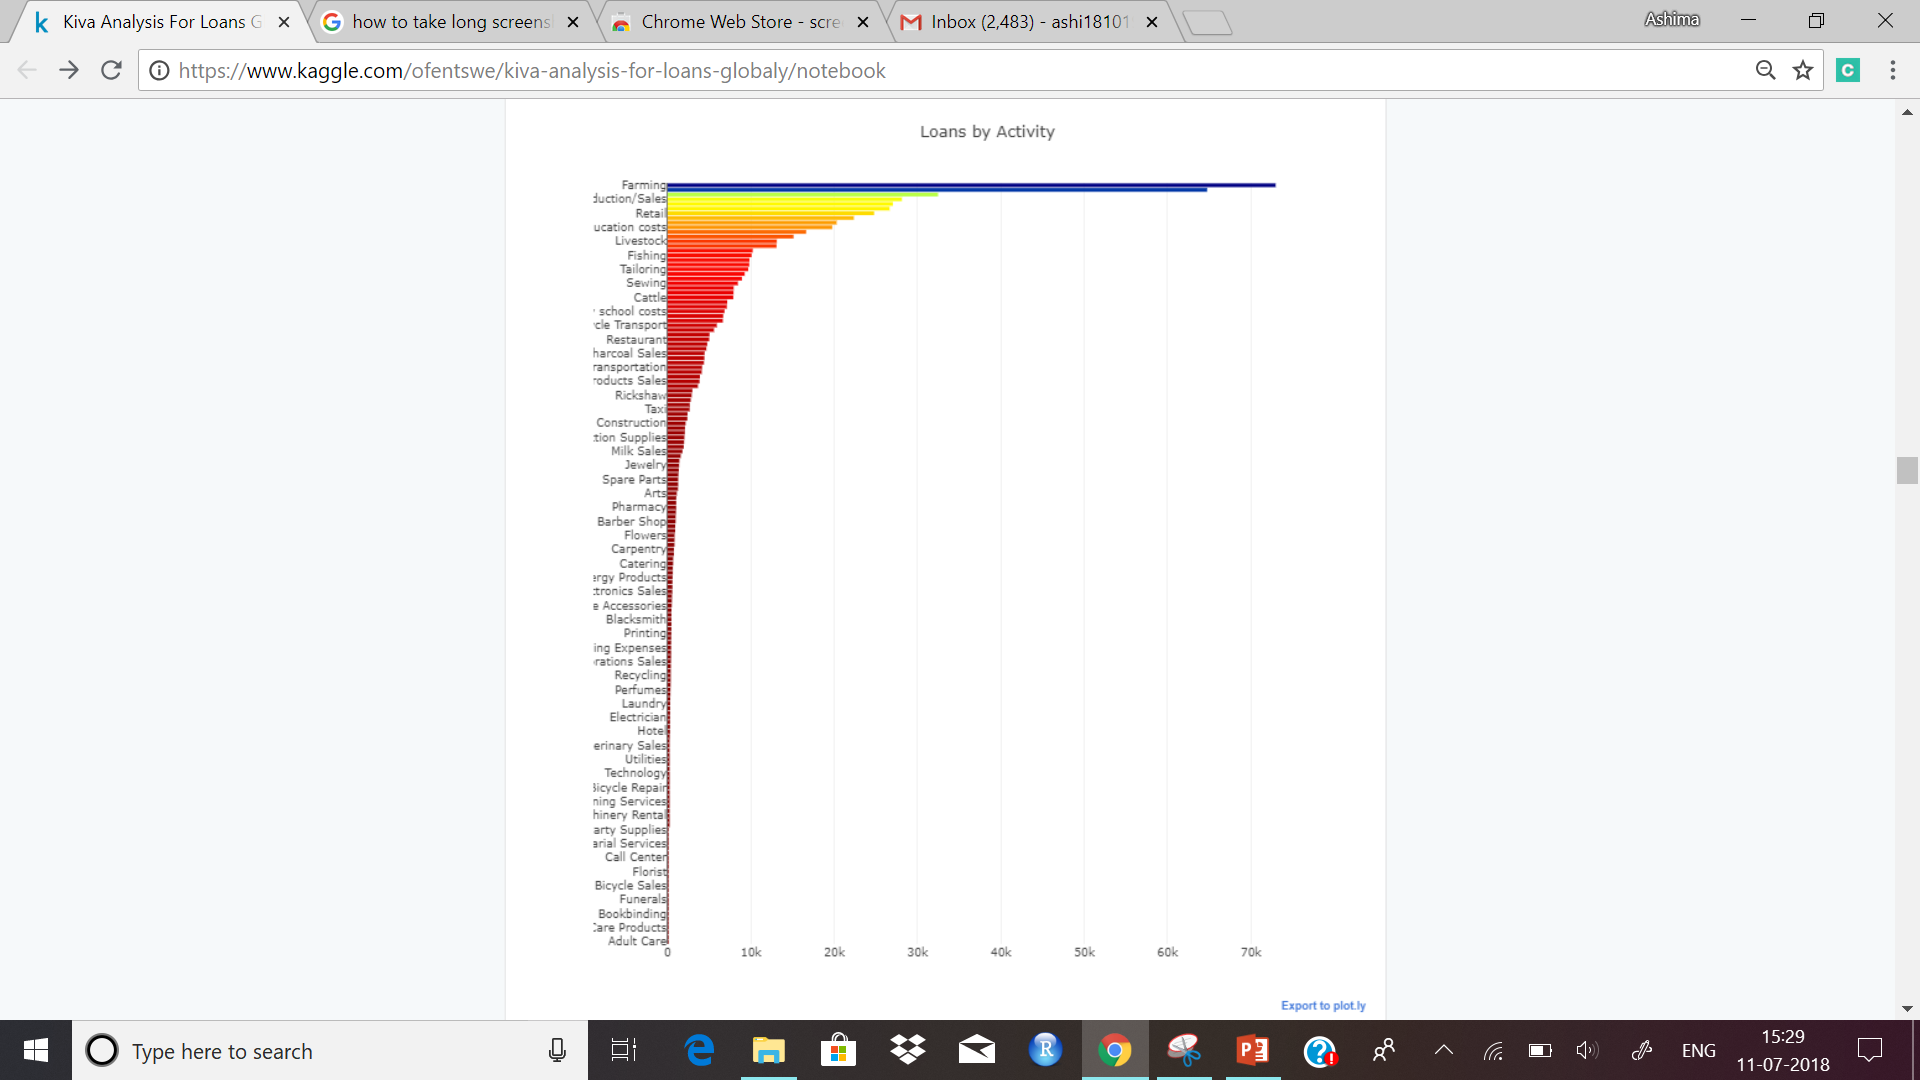 Kiva Analysis For Loans G
how to take long screens
Chrome Web Store - scre
Inbox (2,483) - ashi18101
Ashima
https://www.kaggle.com/ofentswe/kiva-analysis-for-loans-globaly/notebook
C
Loans by Activity
Farming
duction/Sales
Retail
ucation costs
Livestock
Fishing
Tailoring
Sewing
Cattle
school costs
cle Transport
Restaurant
harcoal Sales
ransportation
roducts Sales
Rickshaw
Taxi
Construction
tion Supplies
Milk Sales
Jewelry
Spare Parts
Arts
Pharmacy
Barber Shop
Flowers
Carpentry
Catering
ergy Products
ctronics Sales
e Accessories
Blacksmith
Printing
ing Expenses
rations Sales
Recycling
Perfumes
Laundry
Electrician
Hotel
erinary Sales
Utilities
Technology
Bicycle Repair
ning Services
hinery Rental
arty Supplies
arial Services
Call Center
Florist
Bicycle Sales
Funerals
Bookbinding
Care Products
Adult Care
0 10k 20k 30k 40k 50k 60k 70k
Export to plot.ly
Type here to search
ENG
15:29
11-07-2018